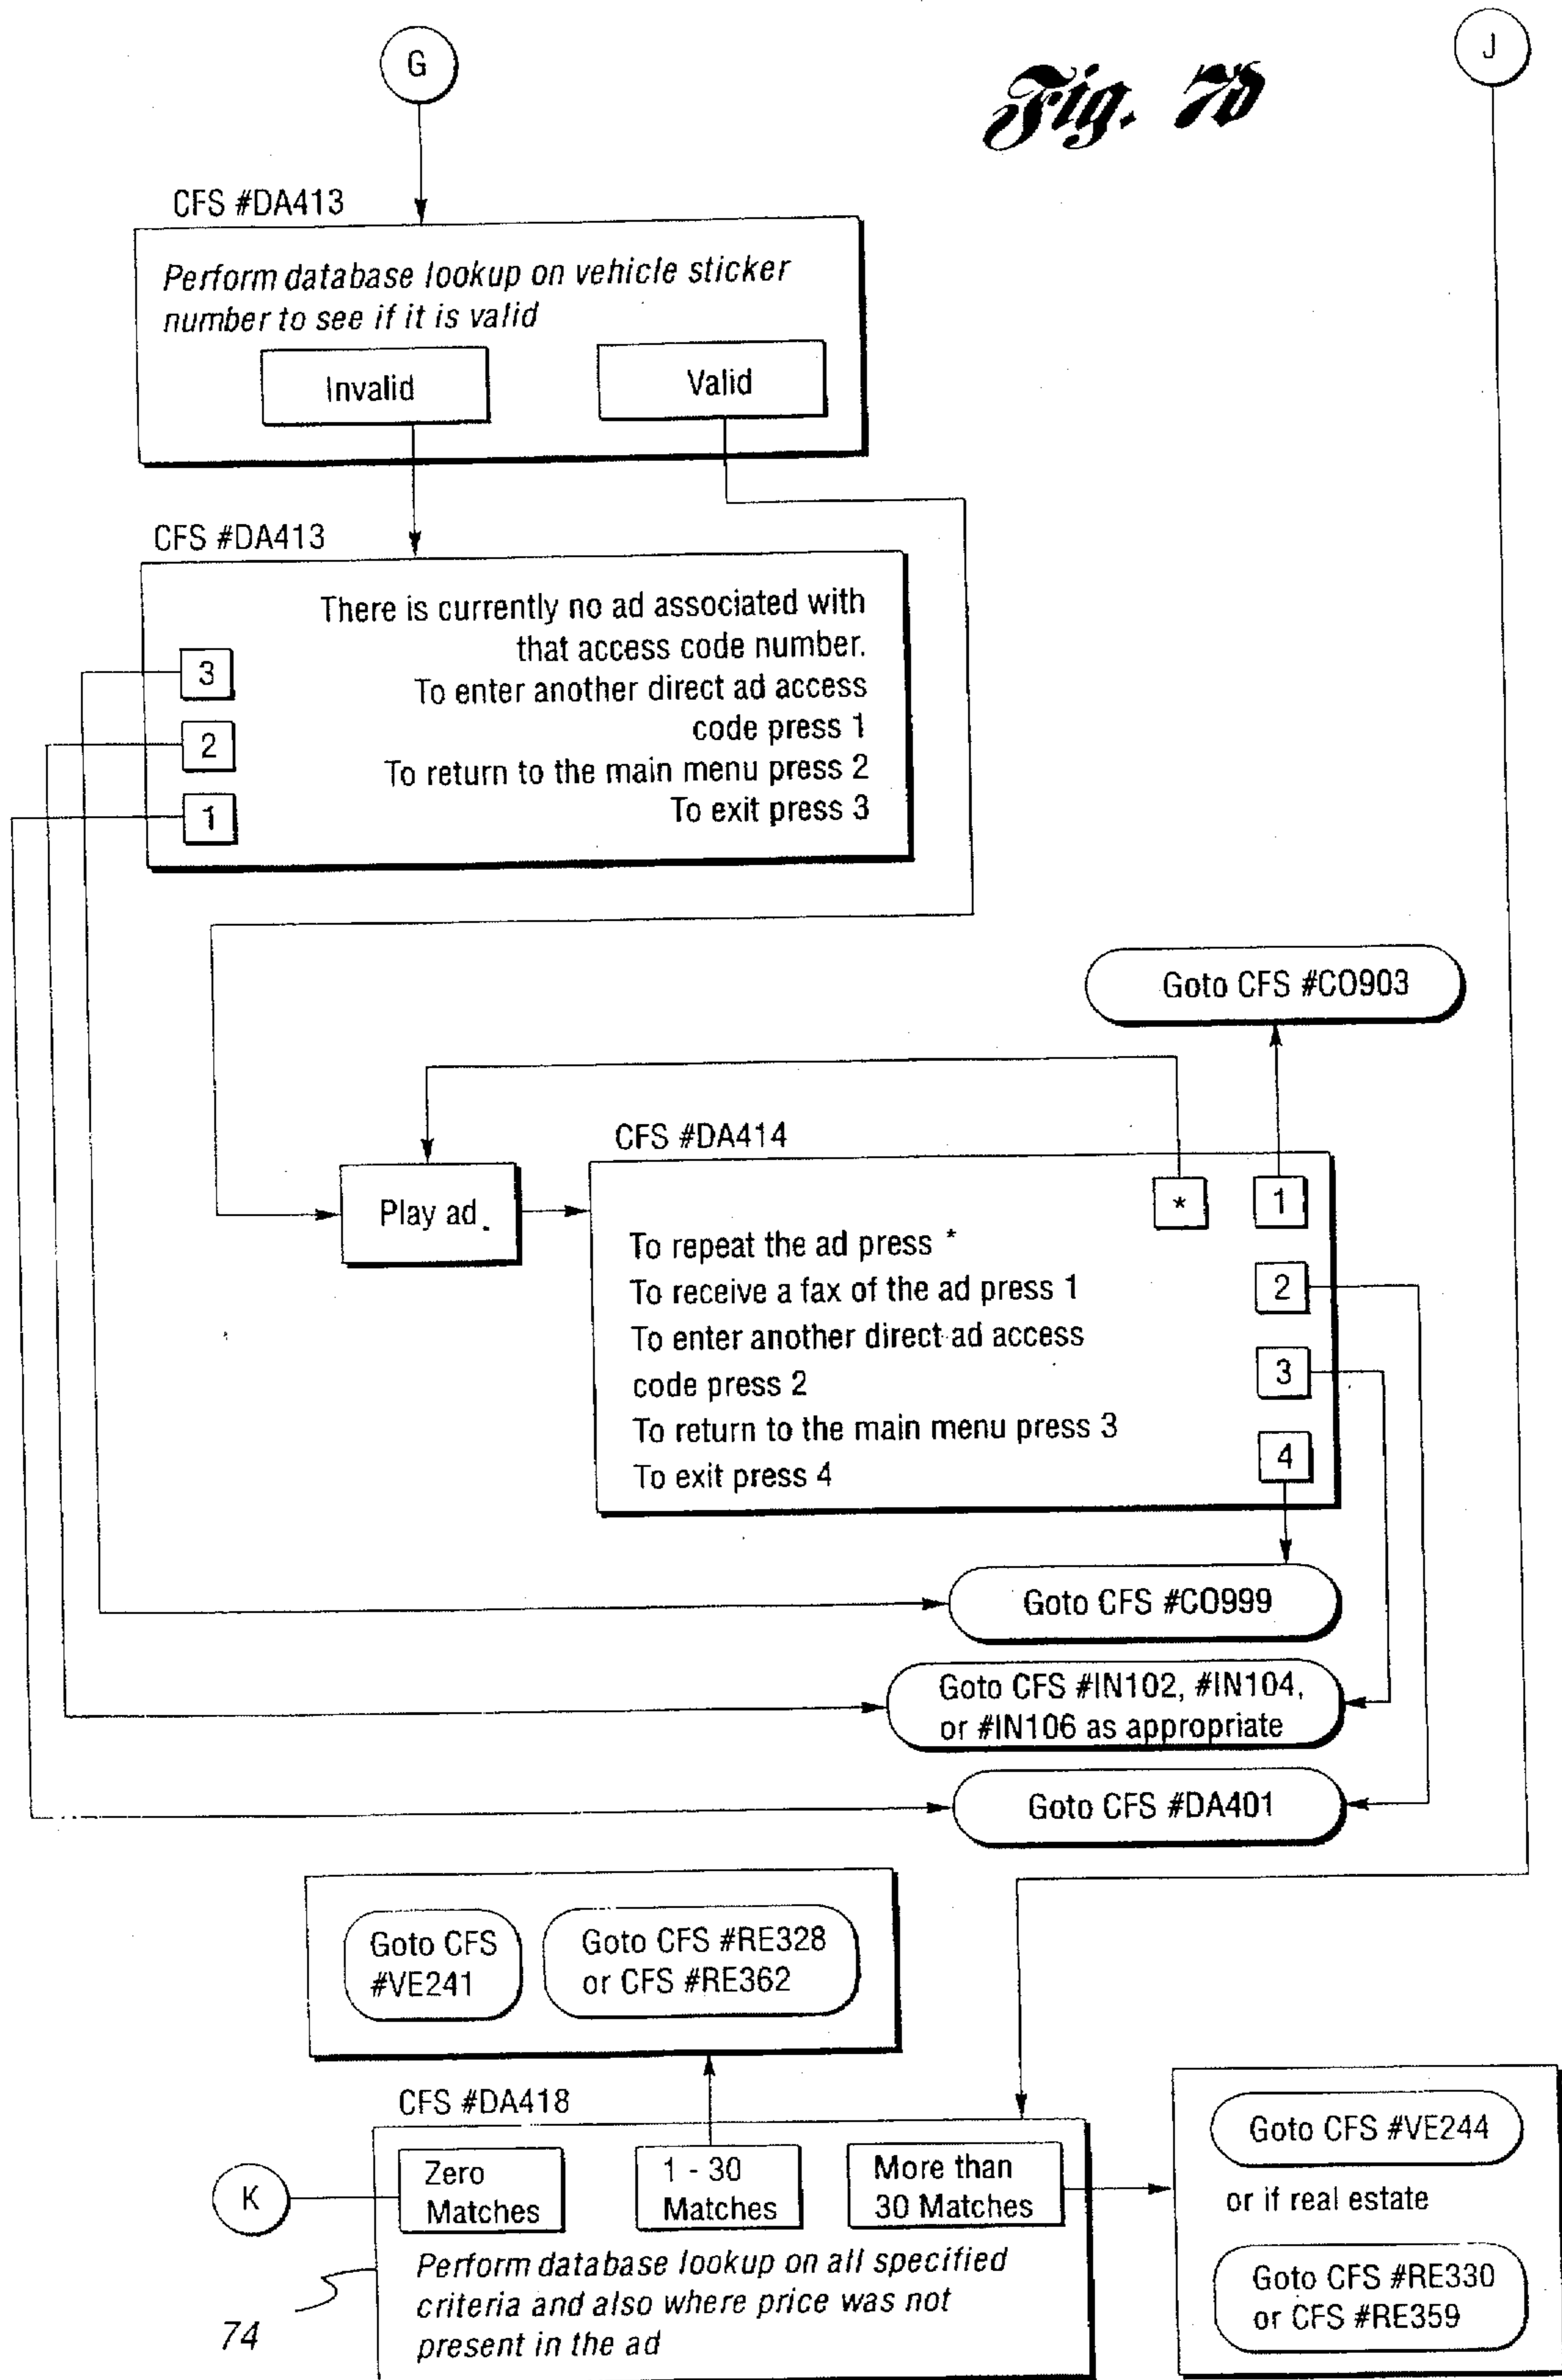 G
J
Fig. 7d
CFS #DA413
Perform database lookup on vehicle sticker
number to see if it is valid
Invalid
Valid
CFS #DA413
There is currently no ad associated with
that access code number.
3
To enter another direct ad access
code press 1
2
To return to the main menu press 2
1
To exit press 3
Goto CFS #CO903
CFS #DA414
Play ad.
*
1
To repeat the ad press *
To receive a fax of the ad press 1
2
To enter another direct ad access
code press 2
3
To return to the main menu press 3
4
To exit press 4
Goto CFS #CO999
Goto CFS #IN102, #IN104,
or #IN106 as appropriate
Goto CFS #DA401
Goto CFS
#VE241
Goto CFS #RE328
or CFS #RE362
CFS #DA418
K
Zero
Matches
1 - 30
Matches
More than
30 Matches
Goto CFS #VE244
or if real estate
Goto CFS #RE330
or CFS #RE359
Perform database lookup on all specified
criteria and also where price was not
present in the ad
74